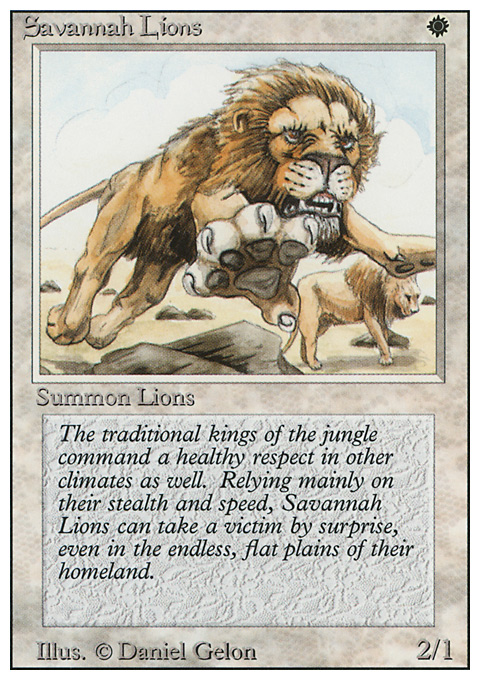 Savannah Lions
Summon Lions
The traditional kings of the jungle
command a healthy respect in other
climates as well. Relying mainly on
their stealth and speed, Savannah
Lions can take a victim by surprise,
even in the endless, flat plains of their
homeland.
Illus. © Daniel Gelon 2/1